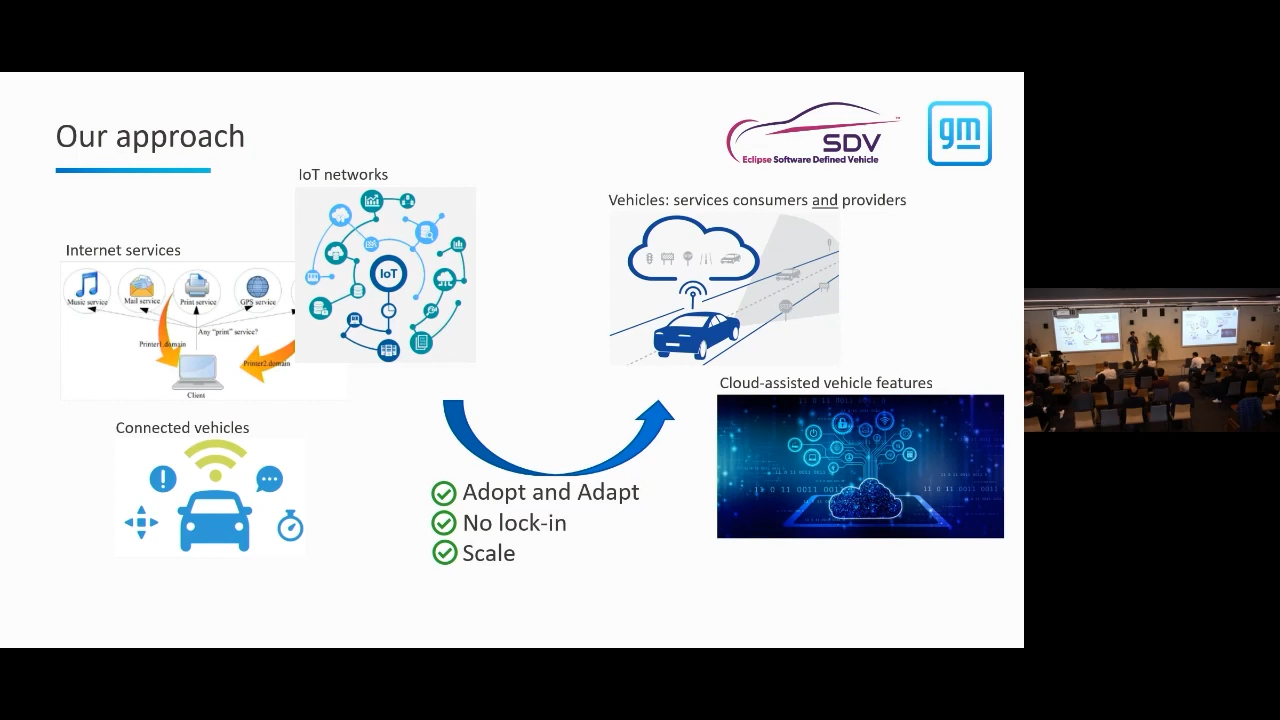 Our approach
SDV
Eclipse Software Defined Vehicle
gm
IoT networks
IoT
Vehicles: services consumers and providers
Internet services
Music service
Mail service
Print service
GPS service
Any "print" service?
Printer1.domain
Printer2.domain
Client
Cloud-assisted vehicle features
Connected vehicles
Adopt and Adapt
No lock-in
Scale